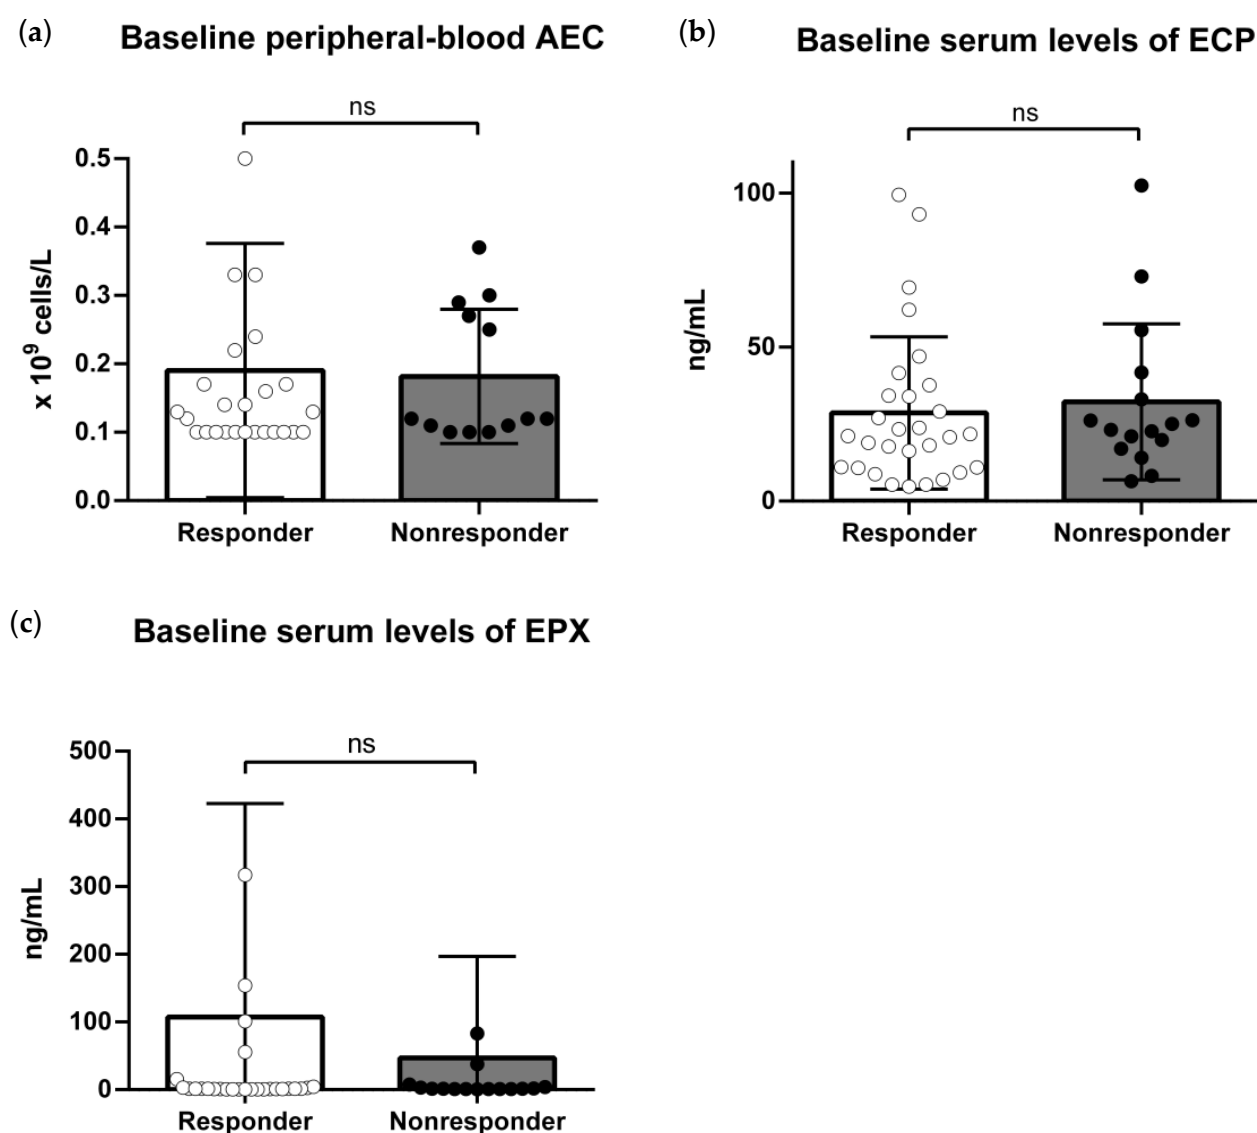 (a) Baseline peripheral-blood AEC
ns
0.5
0.4
0.3
0.2
0.1
0.0
x 10⁹ cells/L
Responder Nonresponder
(b) Baseline serum levels of ECP
ns
100
50
0
ng/mL
Responder Nonresponder
(c) Baseline serum levels of EPX
ns
500
400
300
200
100
0
ng/mL
Responder Nonresponder